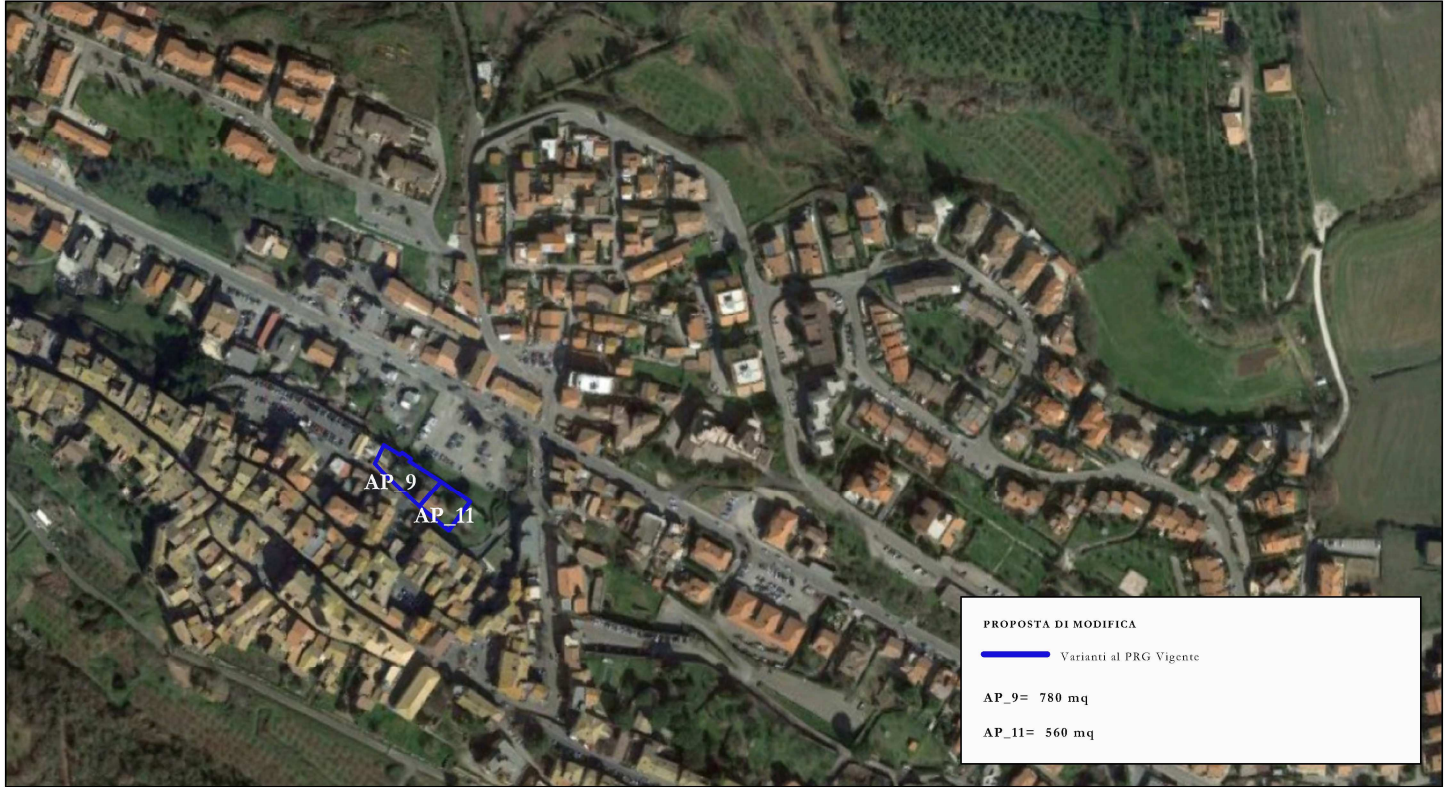 AP_9
AP_11
PROPOSTA DI MODIFICA
Varianti al PRG Vigente
AP_9= 780 mq
AP_11= 560 mq